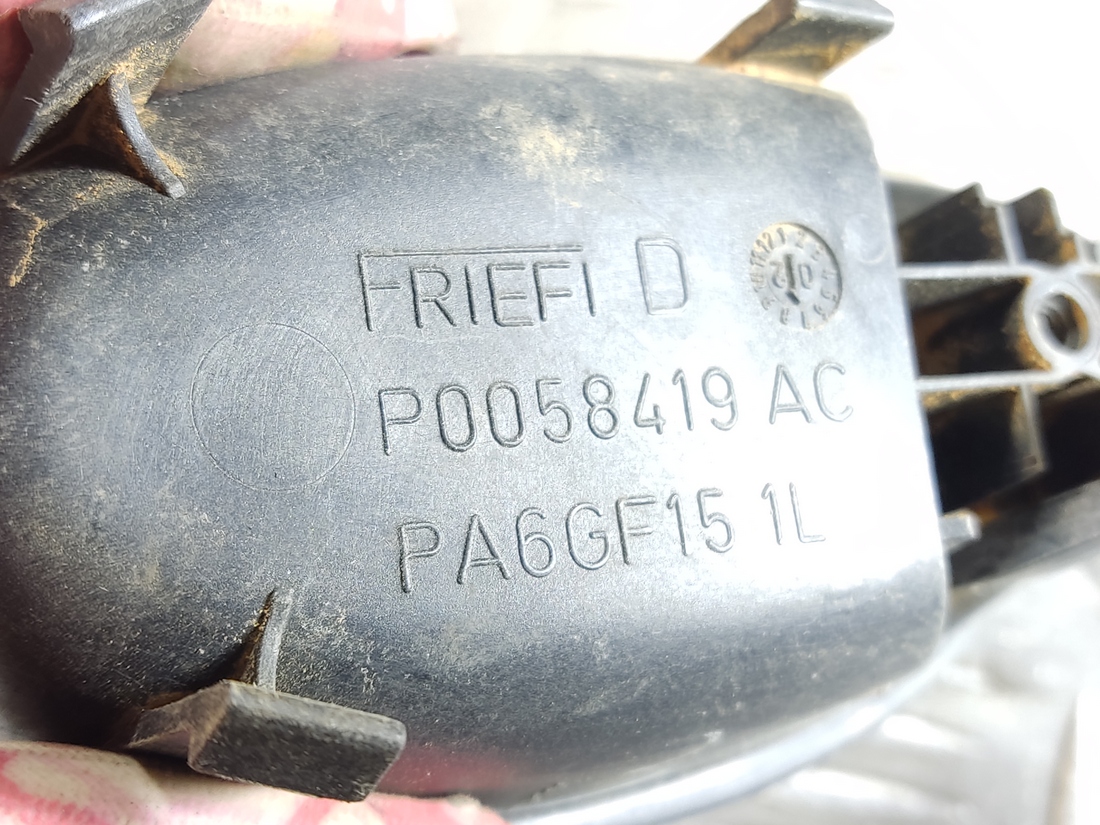 FRIEFI D
P0058419 AC
PA6GF15 1L